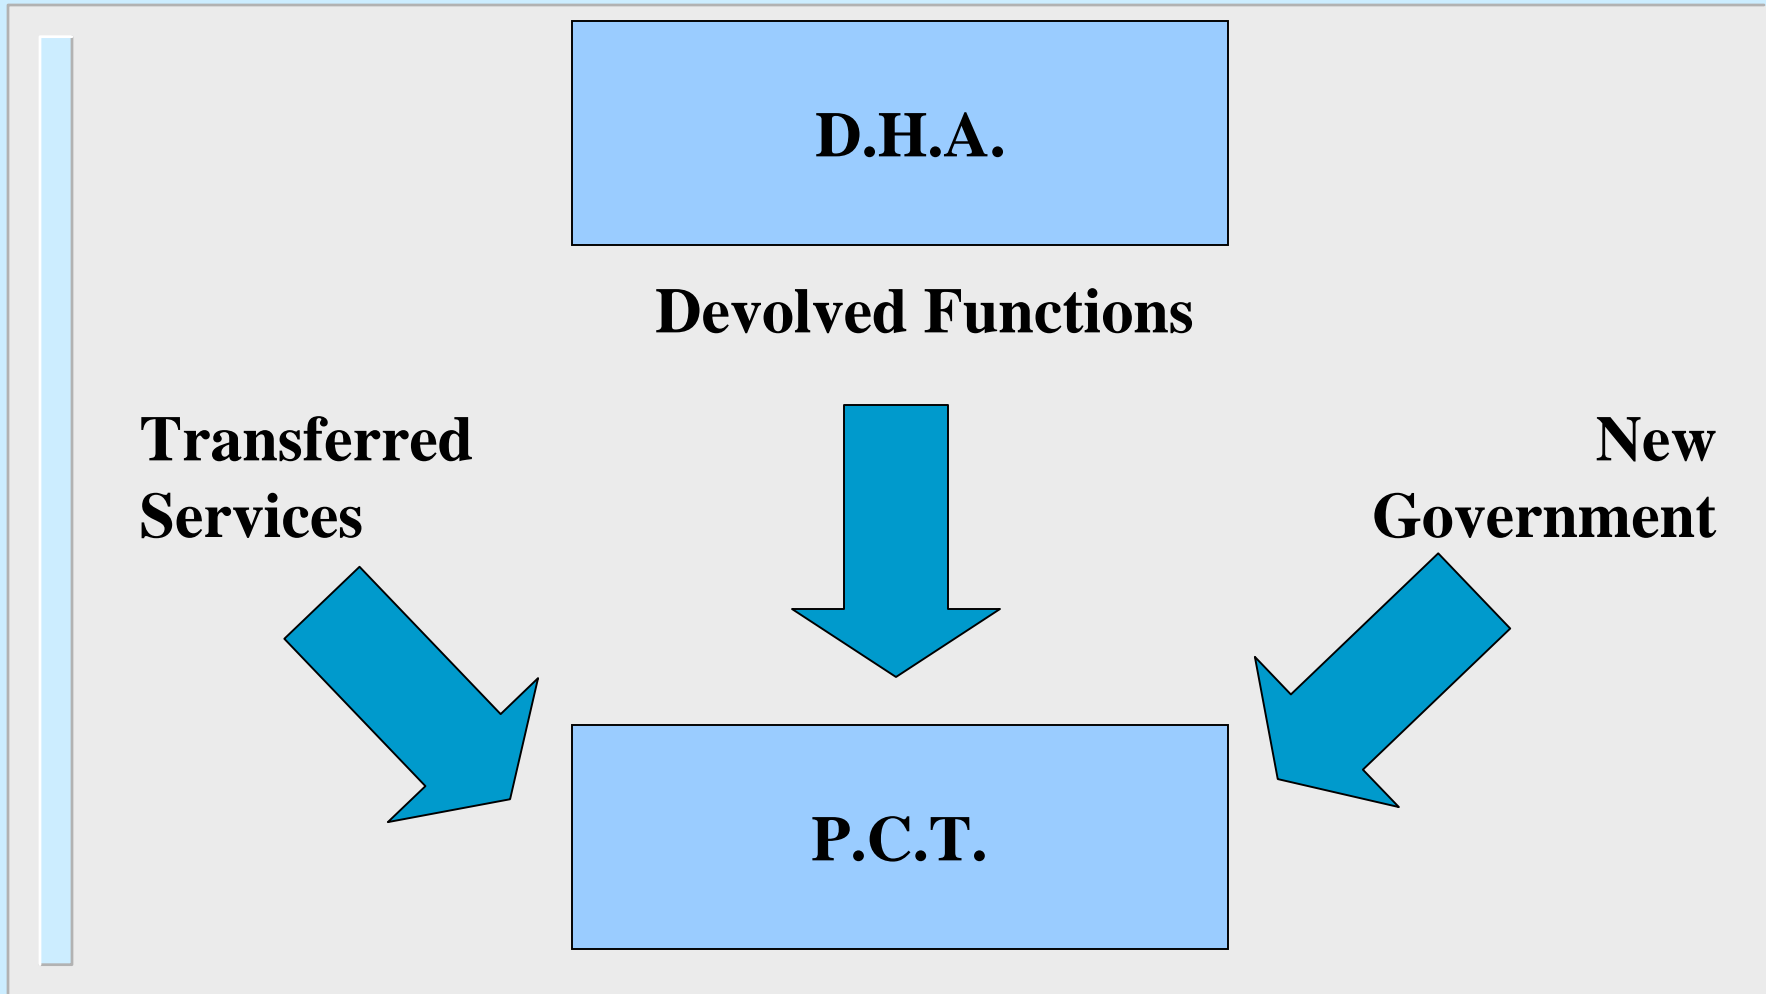 D.H.A.
Devolved Functions
Transferred
Services
New
Government
P.C.T.